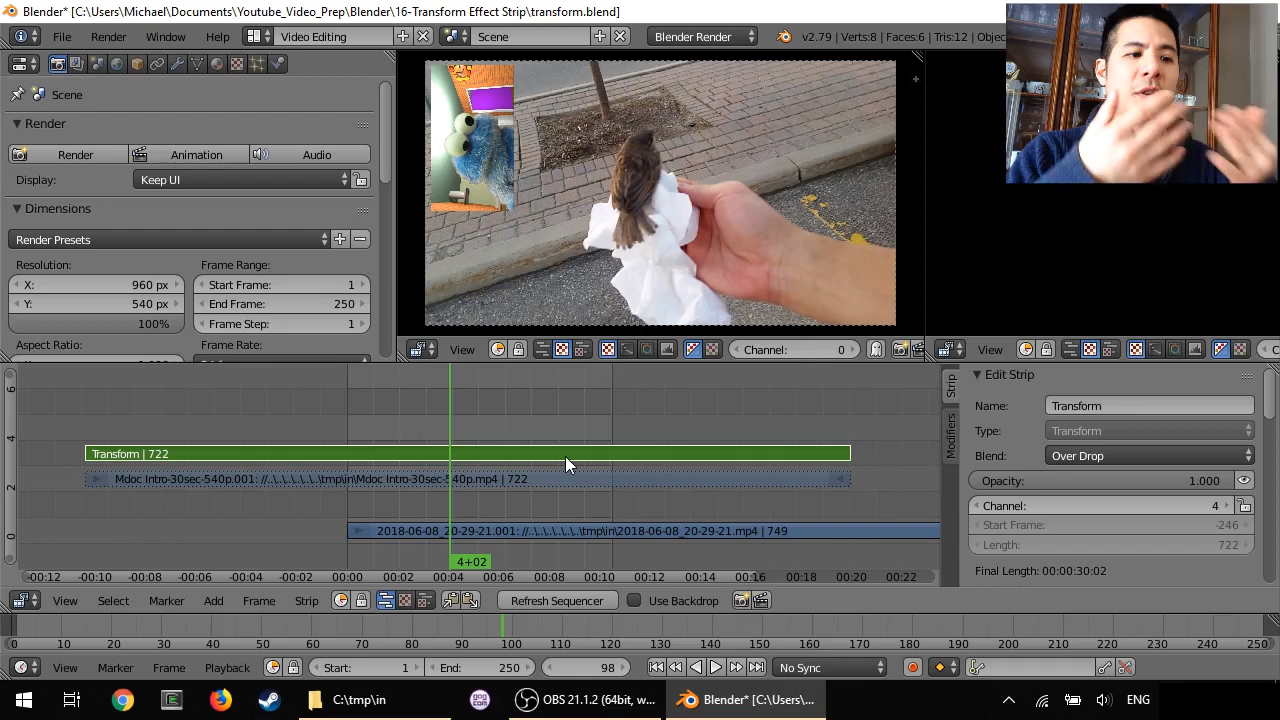 Blender* [C:\Users\Michael\Documents\Youtube_Video_Prep\Blender\16-Transform Effect Strip\transform.blend]
File Render Window Help Video Editing Scene Blender Render v2.79 | Verts:8 | Faces:6 | Tris:12 | Objec
Scene
Render
Render Animation Audio
Display: Keep UI
Dimensions
Render Presets
Resolution: Frame Range:
X: 960 px Start Frame: 1
Y: 540 px End Frame: 250
100% Frame Step: 1
Aspect Ratio: Frame Rate:
View Channel: 0 View
6
4
2
0
Transform | 722
Mdoc Intro-30sec-540p.001: //..\..\..\..\..\..\tmp\in\Mdoc Intro-30sec-540p.mp4 | 722
2018-06-08_20-29-21.001: //..\..\..\..\..\..\tmp\in\2018-06-08_20-29-21.mp4 | 749
4+02
-00:12 -00:10 -00:08 -00:06 -00:04 -00:02 00:00 00:02 00:04 00:06 00:08 00:10 00:12 00:14 00:16 00:18 00:20 00:22
Strip
Modifiers
Edit Strip
Name: Transform
Type: Transform
Blend: Over Drop
Opacity: 1.000
Channel: 4
Start Frame: -246
Length: 722
Final Length: 00:00:30:02
View Select Marker Add Frame Strip Refresh Sequencer Use Backdrop
0 10 20 30 40 50 60 70 80 90 100 110 120 130 140 150 160 170 180 190 200 210 220 230 240 250
View Marker Frame Playback Start: 1 End: 250 98 No Sync
C:\tmp\in gog.com OBS 21.1.2 (64bit, w... Blender* [C:\Users\... ENG